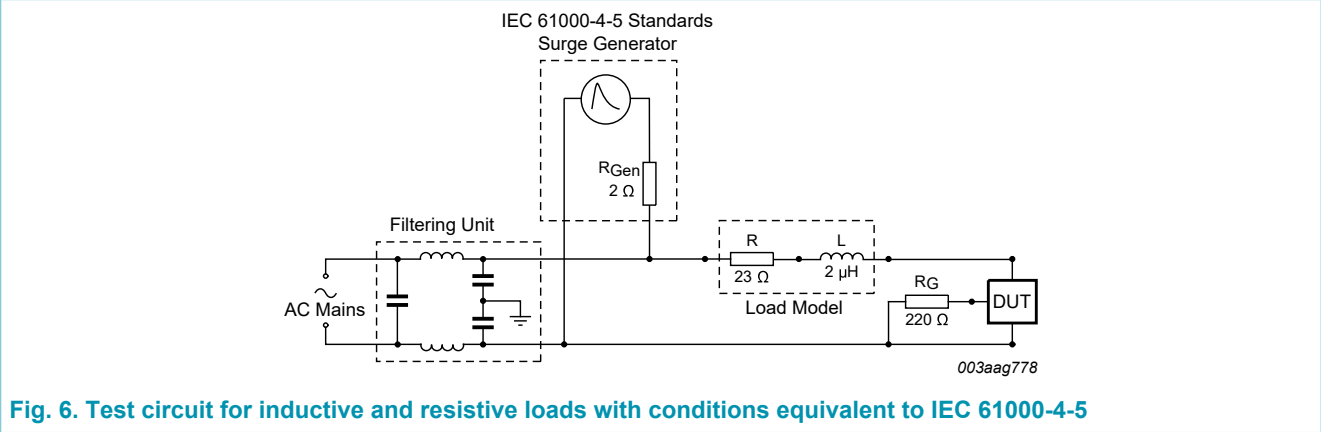 IEC 61000-4-5 Standards
Surge Generator
RGen
2 Ω
Filtering Unit
AC Mains
R
23 Ω
L
2 μH
Load Model
RG
220 Ω
DUT
003aag778
Fig. 6. Test circuit for inductive and resistive loads with conditions equivalent to IEC 61000-4-5